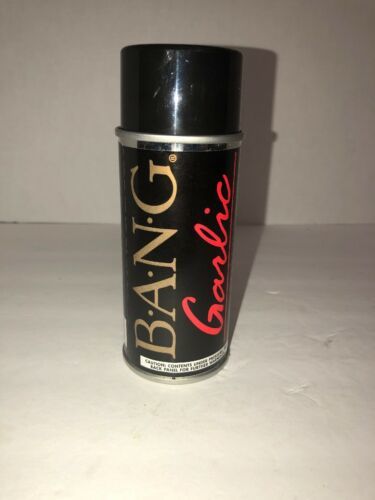 B·A·N·G®
Garlic
CAUTION: CONTENTS UNDER
BACK PANEL FOR FURTHER